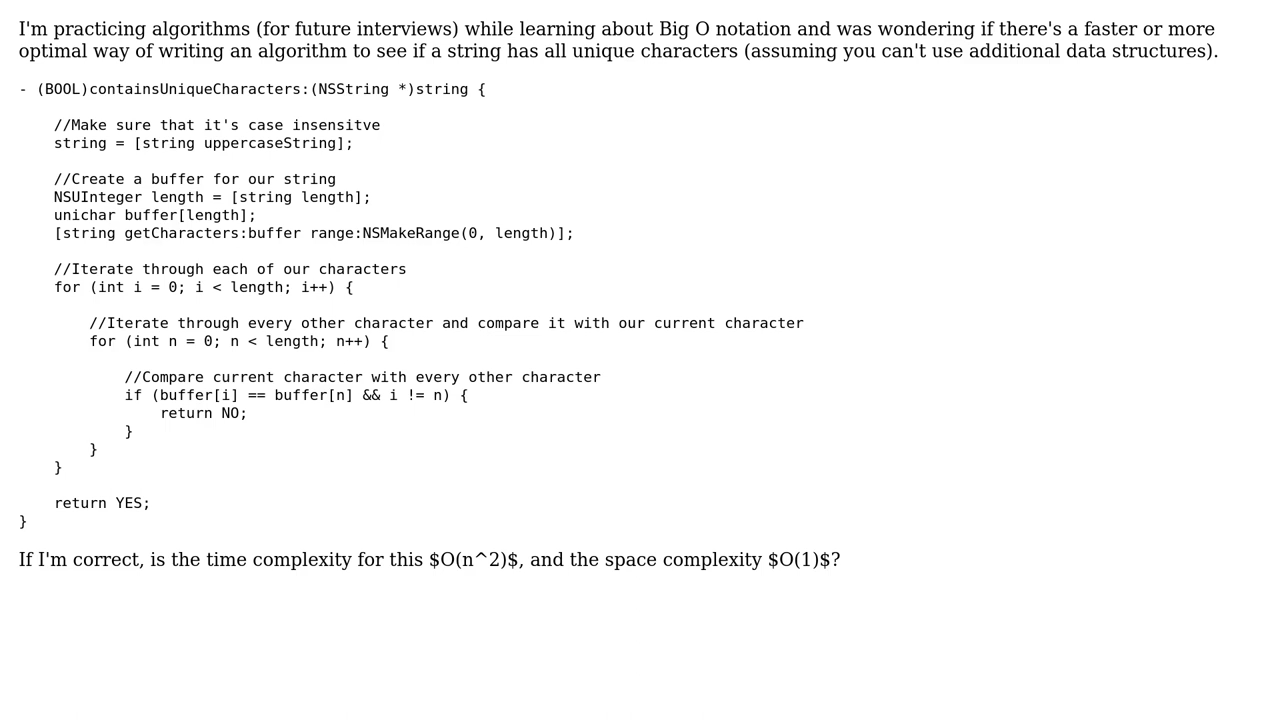 I'm practicing algorithms (for future interviews) while learning about Big O notation and was wondering if there's a faster or more
optimal way of writing an algorithm to see if a string has all unique characters (assuming you can't use additional data structures).
- (BOOL)containsUniqueCharacters:(NSString *)string {
    //Make sure that it's case insensitve
    string = [string uppercaseString];
    //Create a buffer for our string
    NSUInteger length = [string length];
    unichar buffer[length];
    [string getCharacters:buffer range:NSMakeRange(0, length)];
    //Iterate through each of our characters
    for (int i = 0; i < length; i++) {
        //Iterate through every other character and compare it with our current character
        for (int n = 0; n < length; n++) {
            //Compare current character with every other character
            if (buffer[i] == buffer[n] && i != n) {
                return NO;
            }
        }
    }
    return YES;
}
If I'm correct, is the time complexity for this $O(n^2)$, and the space complexity $O(1)$?